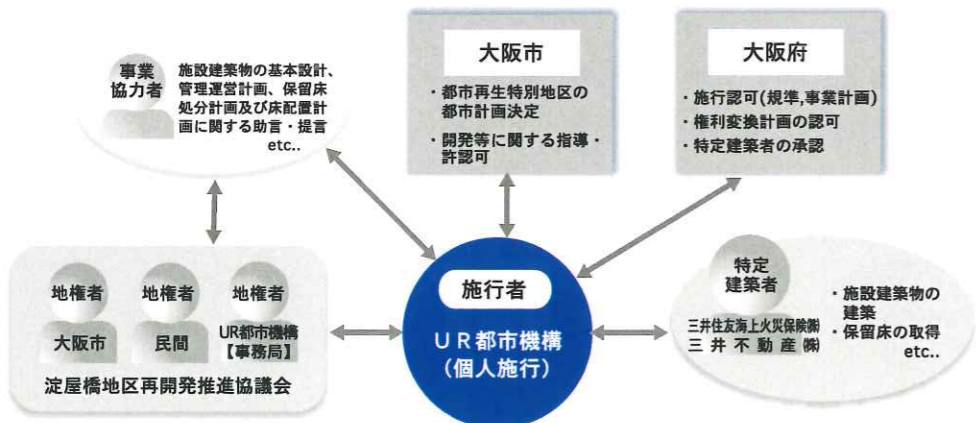 事業
協力者
施設建築物の基本設計、
管理運営計画、保留床
処分計画及び床配置計
画に関する助言・提言
etc..
大阪市
・都市再生特別地区の
都市計画決定
・開発等に関する指導・
許認可
大阪府
・施行認可(規準,事業計画)
・権利変換計画の認可
・特定建築者の承認
地権者
大阪市
地権者
民間
地権者
UR都市機構
【事務局】
淀屋橋地区再開発推進協議会
施行者
UR都市機構
(個人施行)
特定
建築者
三井住友海上火災保険㈱
三井不動産㈱
・施設建築物の
建築
・保留床の取得
etc..